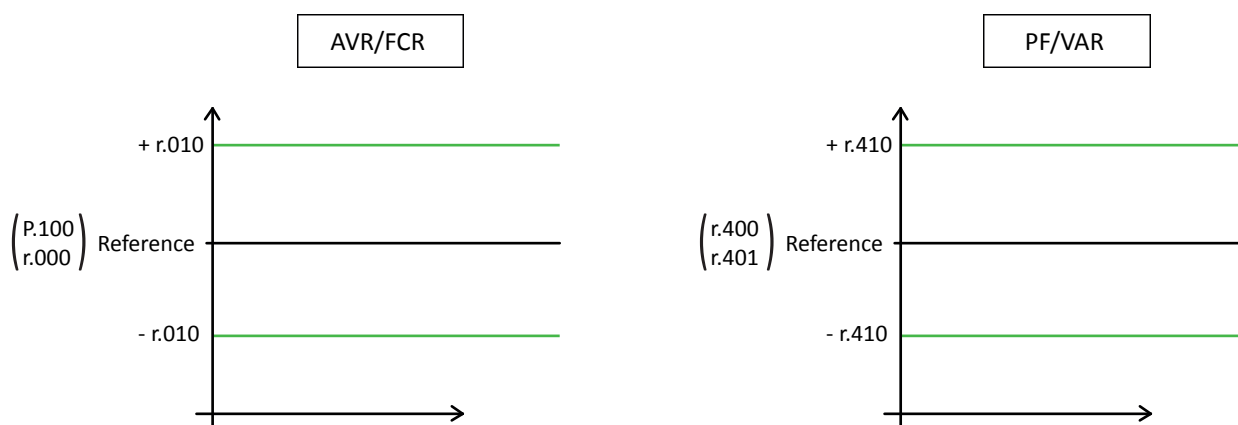 AVR/FCR
+ r.010
P.100
r.000
Reference
- r.010
PF/VAR
+ r.410
r.400
r.401
Reference
- r.410